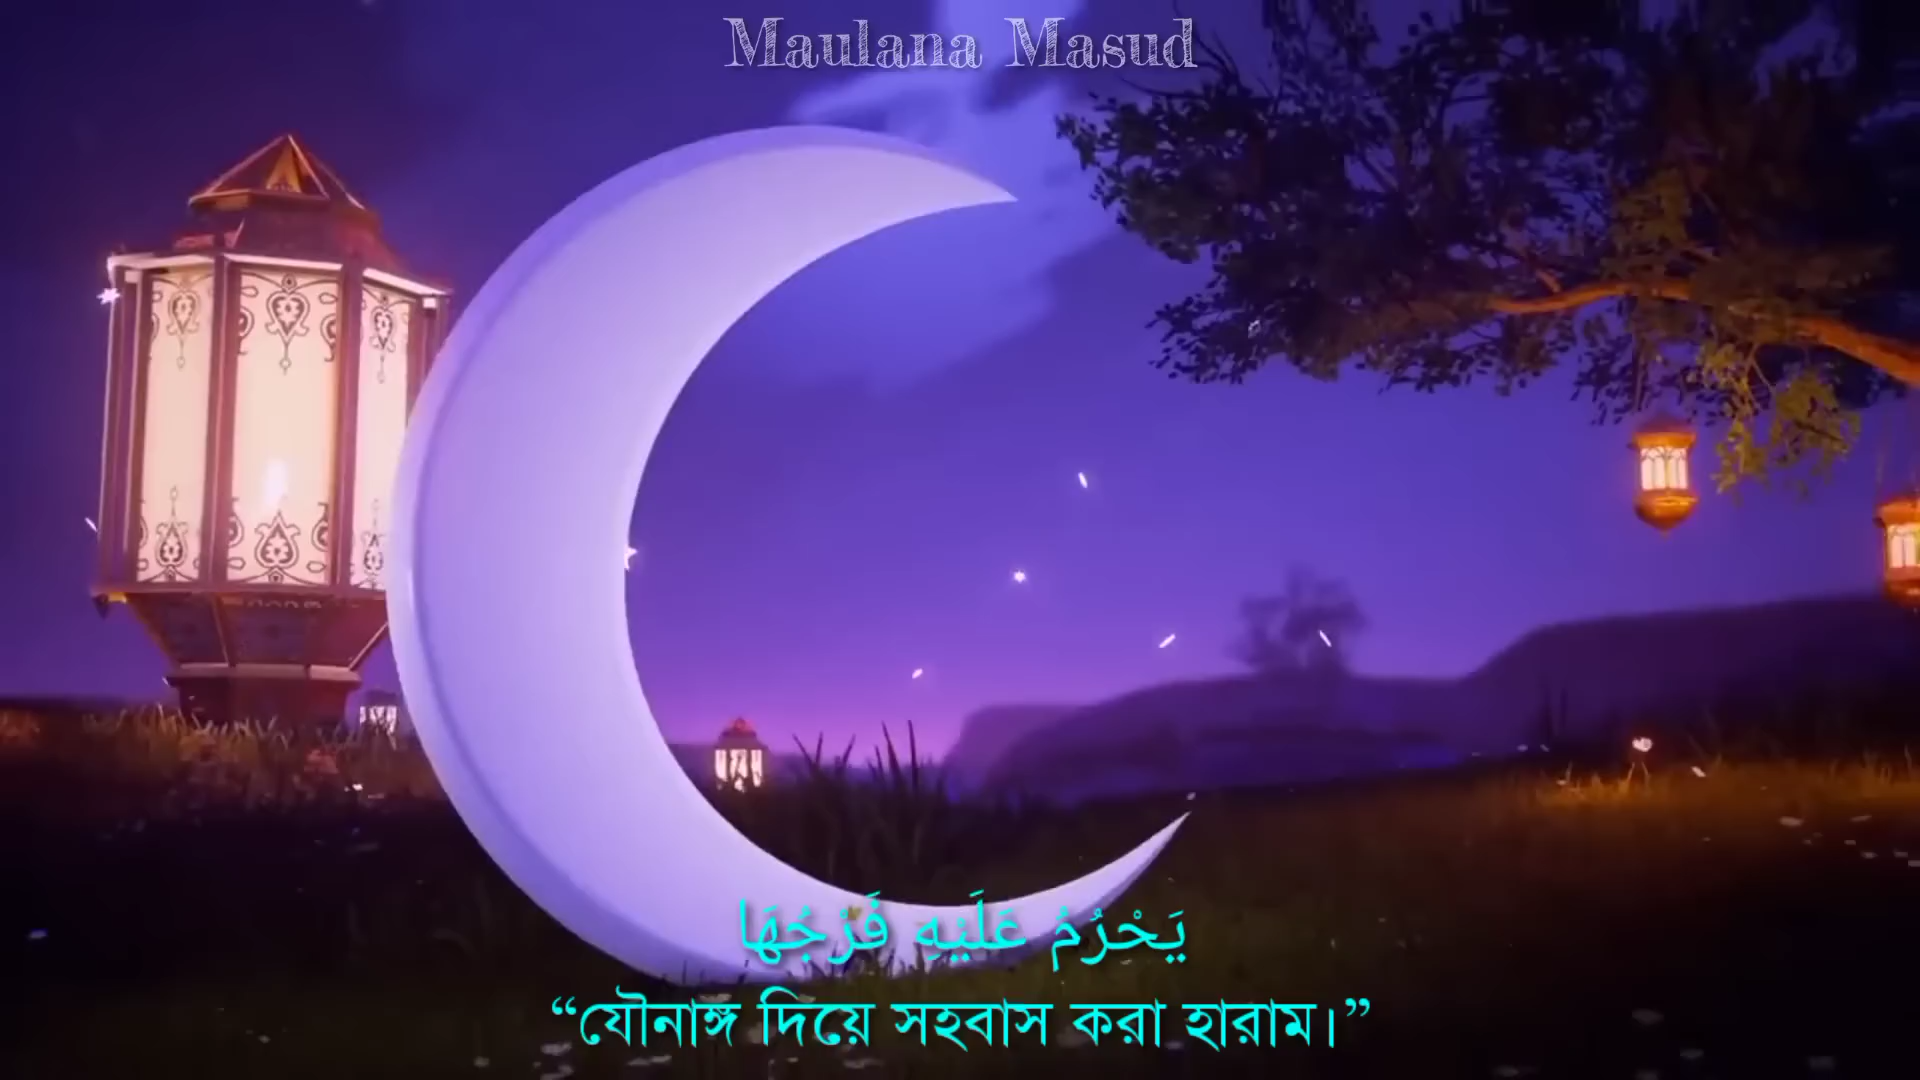 Maulana Masud
يَحْرُمُ عَلَيْهِ فَرْجُهَا
“যৌনাঙ্গ দিয়ে সহবাস করা হারাম।”